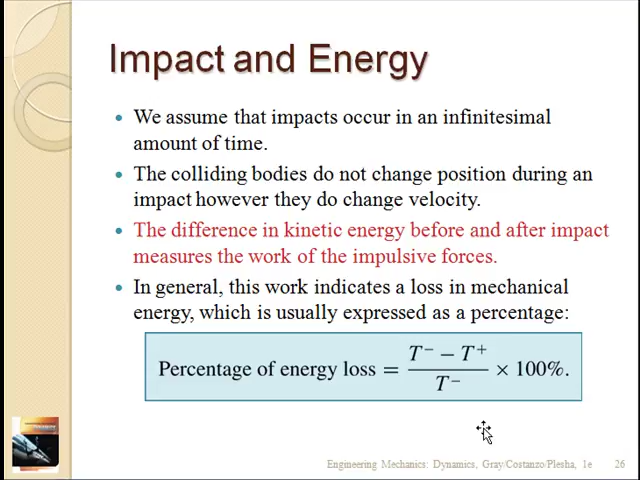 Impact and Energy
• We assume that impacts occur in an infinitesimal
amount of time.
• The colliding bodies do not change position during an
impact however they do change velocity.
• The difference in kinetic energy before and after impact
measures the work of the impulsive forces.
• In general, this work indicates a loss in mechanical
energy, which is usually expressed as a percentage:
Percentage of energy loss = (T⁻ − T⁺) / T⁻ × 100%.
Engineering Mechanics: Dynamics, Gray/Costanzo/Plesha, 1e 26